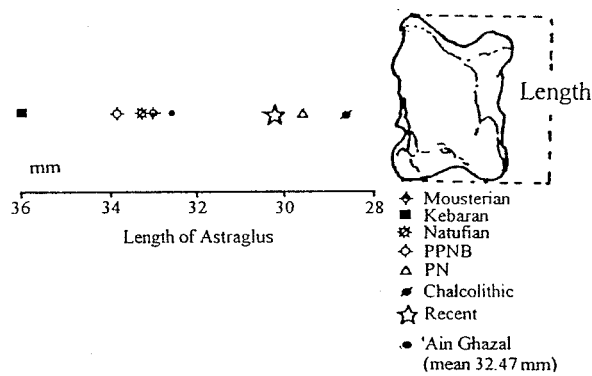 Length
mm
36 34 32 30 28
Length of Astraglus
Mousterian
Kebaran
Natufian
PPNB
PN
Chalcolithic
Recent
'Ain Ghazal
(mean 32.47 mm)